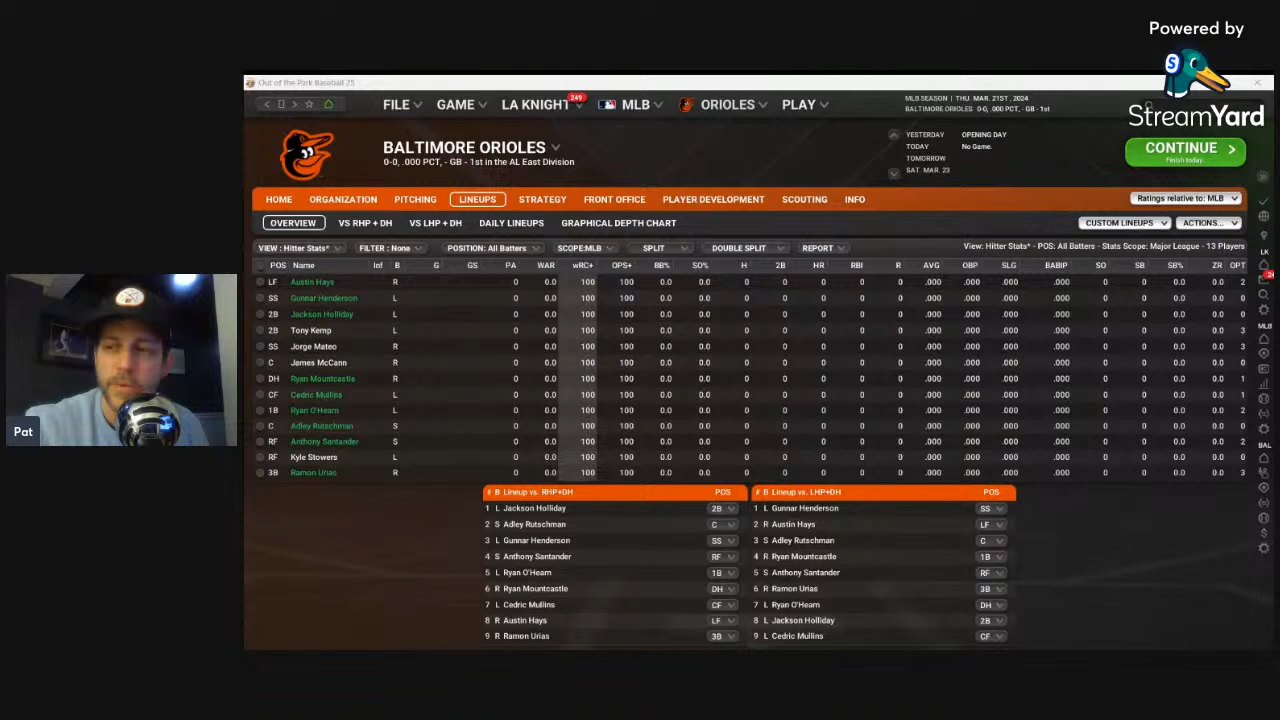 Powered by
StreamYard
Out of the Park Baseball 25
FILE GAME LA KNIGHT 249 MLB ORIOLES PLAY
MLB SEASON | THU. MAR. 21ST, 2024
BALTIMORE ORIOLES 0-0, .000 PCT, - GB - 1st
BALTIMORE ORIOLES
0-0, .000 PCT, - GB - 1st in the AL East Division
YESTERDAY OPENING DAY
TODAY No Game.
TOMORROW
SAT. MAR. 23
CONTINUE
Finish today.
HOME ORGANIZATION PITCHING LINEUPS STRATEGY FRONT OFFICE PLAYER DEVELOPMENT SCOUTING INFO Ratings relative to: MLB
OVERVIEW VS RHP + DH VS LHP + DH DAILY LINEUPS GRAPHICAL DEPTH CHART CUSTOM LINEUPS ACTIONS...
VIEW : Hitter Stats* FILTER : None POSITION: All Batters SCOPE:MLB SPLIT DOUBLE SPLIT REPORT View: Hitter Stats* - POS: All Batters - Stats Scope: Major League - 13 Players
POS Name Inf B G GS PA WAR wRC+ OPS+ BB% SO% H 2B HR RBI R AVG OBP SLG BABIP SO SB SB% ZR OPT
LF Austin Hays R 0 0.0 100 100 0.0 0.0 0 0 0 0 0 .000 .000 .000 .000 0 0 0.0 0.0 2
SS Gunnar Henderson L 0 0.0 100 100 0.0 0.0 0 0 0 0 0 .000 .000 .000 .000 0 0 0.0 0.0 0
2B Jackson Holliday L 0 0.0 100 100 0.0 0.0 0 0 0 0 0 .000 .000 .000 .000 0 0 0.0 0.0 0
2B Tony Kemp L 0 0.0 100 100 0.0 0.0 0 0 0 0 0 .000 .000 .000 .000 0 0 0.0 0.0 3
SS Jorge Mateo R 0 0.0 100 100 0.0 0.0 0 0 0 0 0 .000 .000 .000 .000 0 0 0.0 0.0 3
C James McCann R 0 0.0 100 100 0.0 0.0 0 0 0 0 0 .000 .000 .000 .000 0 0 0.0 0.0 0
DH Ryan Mountcastle R 0 0.0 100 100 0.0 0.0 0 0 0 0 0 .000 .000 .000 .000 0 0 0.0 0.0 1
CF Cedric Mullins L 0 0.0 100 100 0.0 0.0 0 0 0 0 0 .000 .000 .000 .000 0 0 0.0 0.0 1
1B Ryan O'Hearn L 0 0.0 100 100 0.0 0.0 0 0 0 0 0 .000 .000 .000 .000 0 0 0.0 0.0 2
C Adley Rutschman S 0 0.0 100 100 0.0 0.0 0 0 0 0 0 .000 .000 .000 .000 0 0 0.0 0.0 0
RF Anthony Santander S 0 0.0 100 100 0.0 0.0 0 0 0 0 0 .000 .000 .000 .000 0 0 0.0 0.0 2
RF Kyle Stowers L 0 0.0 100 100 0.0 0.0 0 0 0 0 0 .000 .000 .000 .000 0 0 0.0 0.0 0
3B Ramon Urias R 0 0.0 100 100 0.0 0.0 0 0 0 0 0 .000 .000 .000 .000 0 0 0.0 0.0 3
# B Lineup vs. RHP+DH POS # B Lineup vs. LHP+DH POS
1 L Jackson Holliday 2B 1 L Gunnar Henderson SS
2 S Adley Rutschman C 2 R Austin Hays LF
3 L Gunnar Henderson SS 3 S Adley Rutschman C
4 S Anthony Santander RF 4 R Ryan Mountcastle 1B
5 L Ryan O'Hearn 1B 5 S Anthony Santander RF
6 R Ryan Mountcastle DH 6 R Ramon Urias 3B
7 L Cedric Mullins CF 7 L Ryan O'Hearn DH
8 R Austin Hays LF 8 L Jackson Holliday 2B
9 R Ramon Urias 3B 9 L Cedric Mullins CF
LK
MLB
BAL
Pat